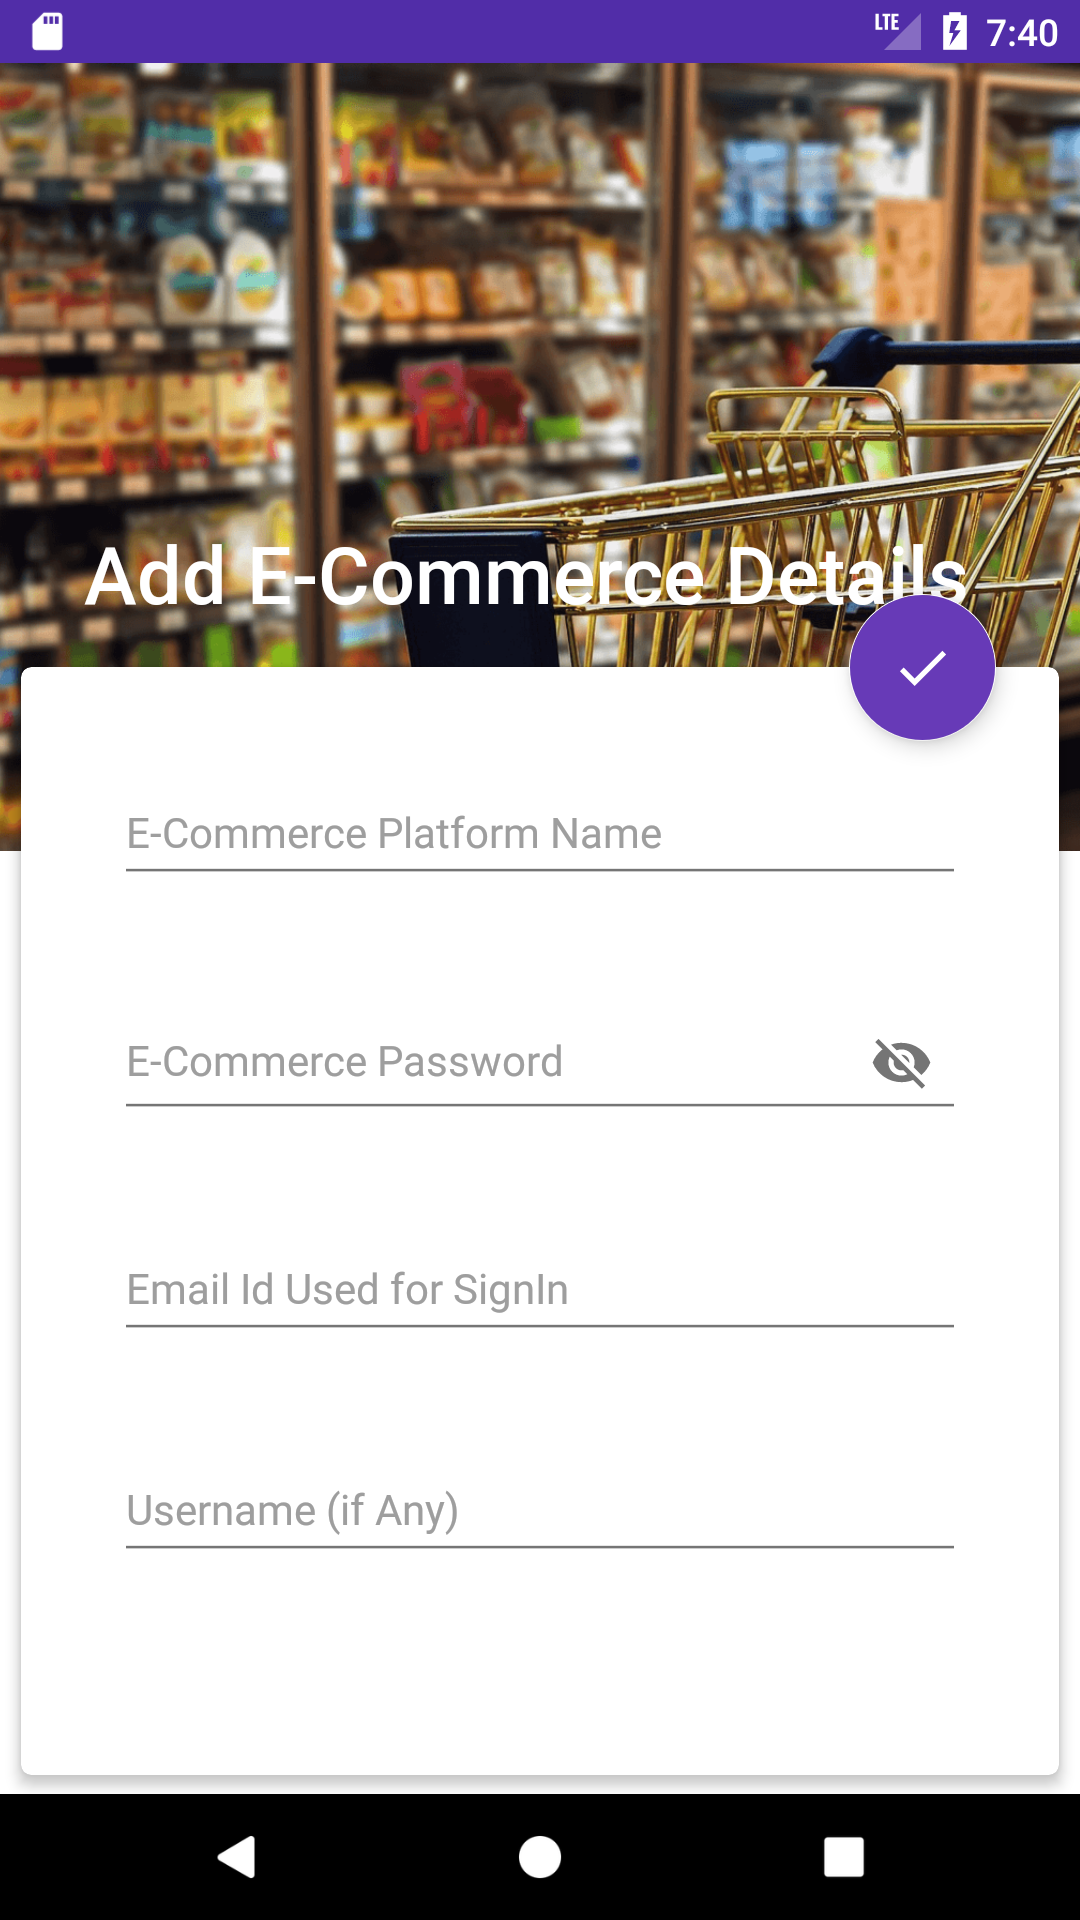 LTE 7:40
Add E-Commerce Details
E-Commerce Platform Name
E-Commerce Password
Email Id Used for SignIn
Username (if Any)